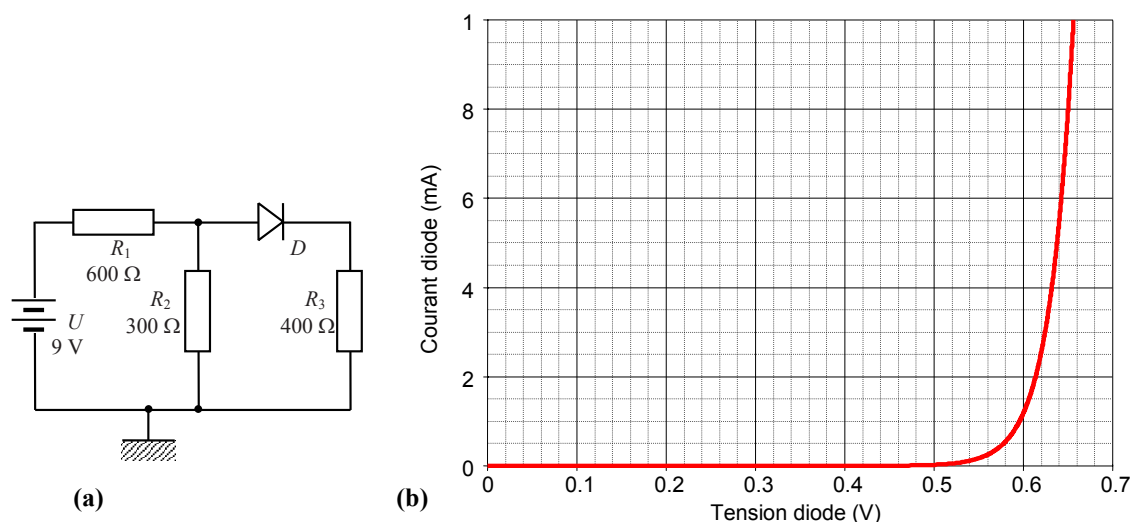 R1
600 Ω
D
R2
300 Ω
R3
400 Ω
U
9 V
(a)
(b)
Courant diode (mA)
1
8
6
4
2
0
0
0.1
0.2
0.3
0.4
0.5
0.6
0.7
Tension diode (V)